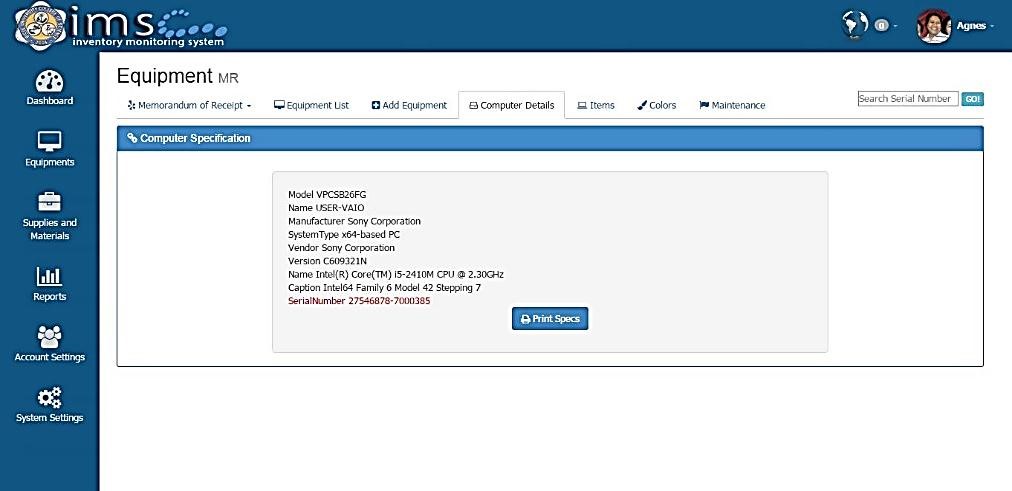 ims
inventory monitoring system
0
Agnes
Dashboard
Equipments
Supplies and
Materials
Reports
Account Settings
System Settings
Equipment MR
Memorandum of Receipt
Equipment List
Add Equipment
Computer Details
Items
Colors
Maintenance
Search Serial Number
GO!
Computer Specification
Model VPCSB26FG
Name USER-VAIO
Manufacturer Sony Corporation
SystemType x64-based PC
Vendor Sony Corporation
Version C609321N
Name Intel(R) Core(TM) i5-2410M CPU @ 2.30GHz
Caption Intel64 Family 6 Model 42 Stepping 7
SerialNumber 27546878-7000385
Print Specs